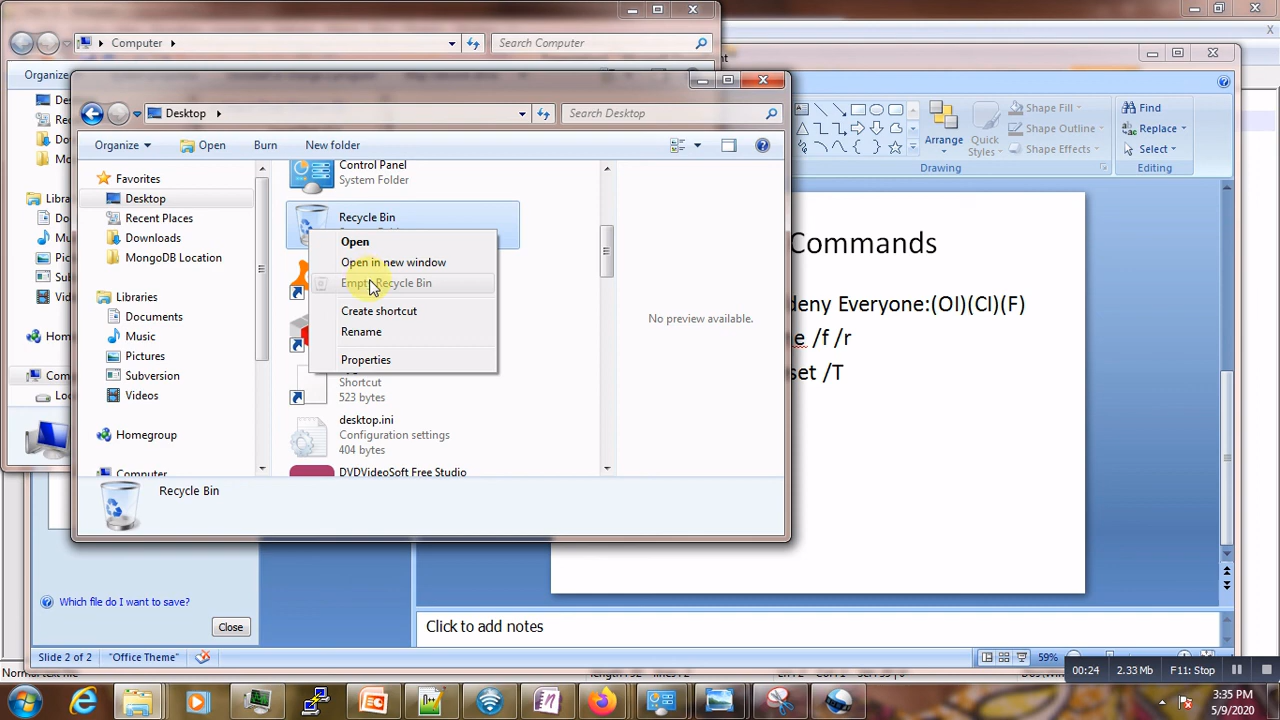 Computer
Search Computer
Organize
Desktop
Search Desktop
Organize
Open
Burn
New folder
Favorites
Desktop
Recent Places
Downloads
MongoDB Location
Libraries
Documents
Music
Pictures
Subversion
Videos
Homegroup
Computer
Control Panel
System Folder
Recycle Bin
Open
Open in new window
Empty Recycle Bin
Create shortcut
Rename
Properties
Shortcut
523 bytes
desktop.ini
Configuration settings
404 bytes
DVDVideoSoft Free Studio
No preview available.
Recycle Bin
Arrange
Quick Styles
Shape Fill
Shape Outline
Shape Effects
Drawing
Find
Replace
Select
Editing
Commands
deny Everyone:(OI)(CI)(F)
/f /r
/T
Which file do I want to save?
Close
Click to add notes
Slide 2 of 2
"Office Theme"
59%
00:24
2.33 Mb
F11: Stop
Normal text file
3:35 PM
5/9/2020